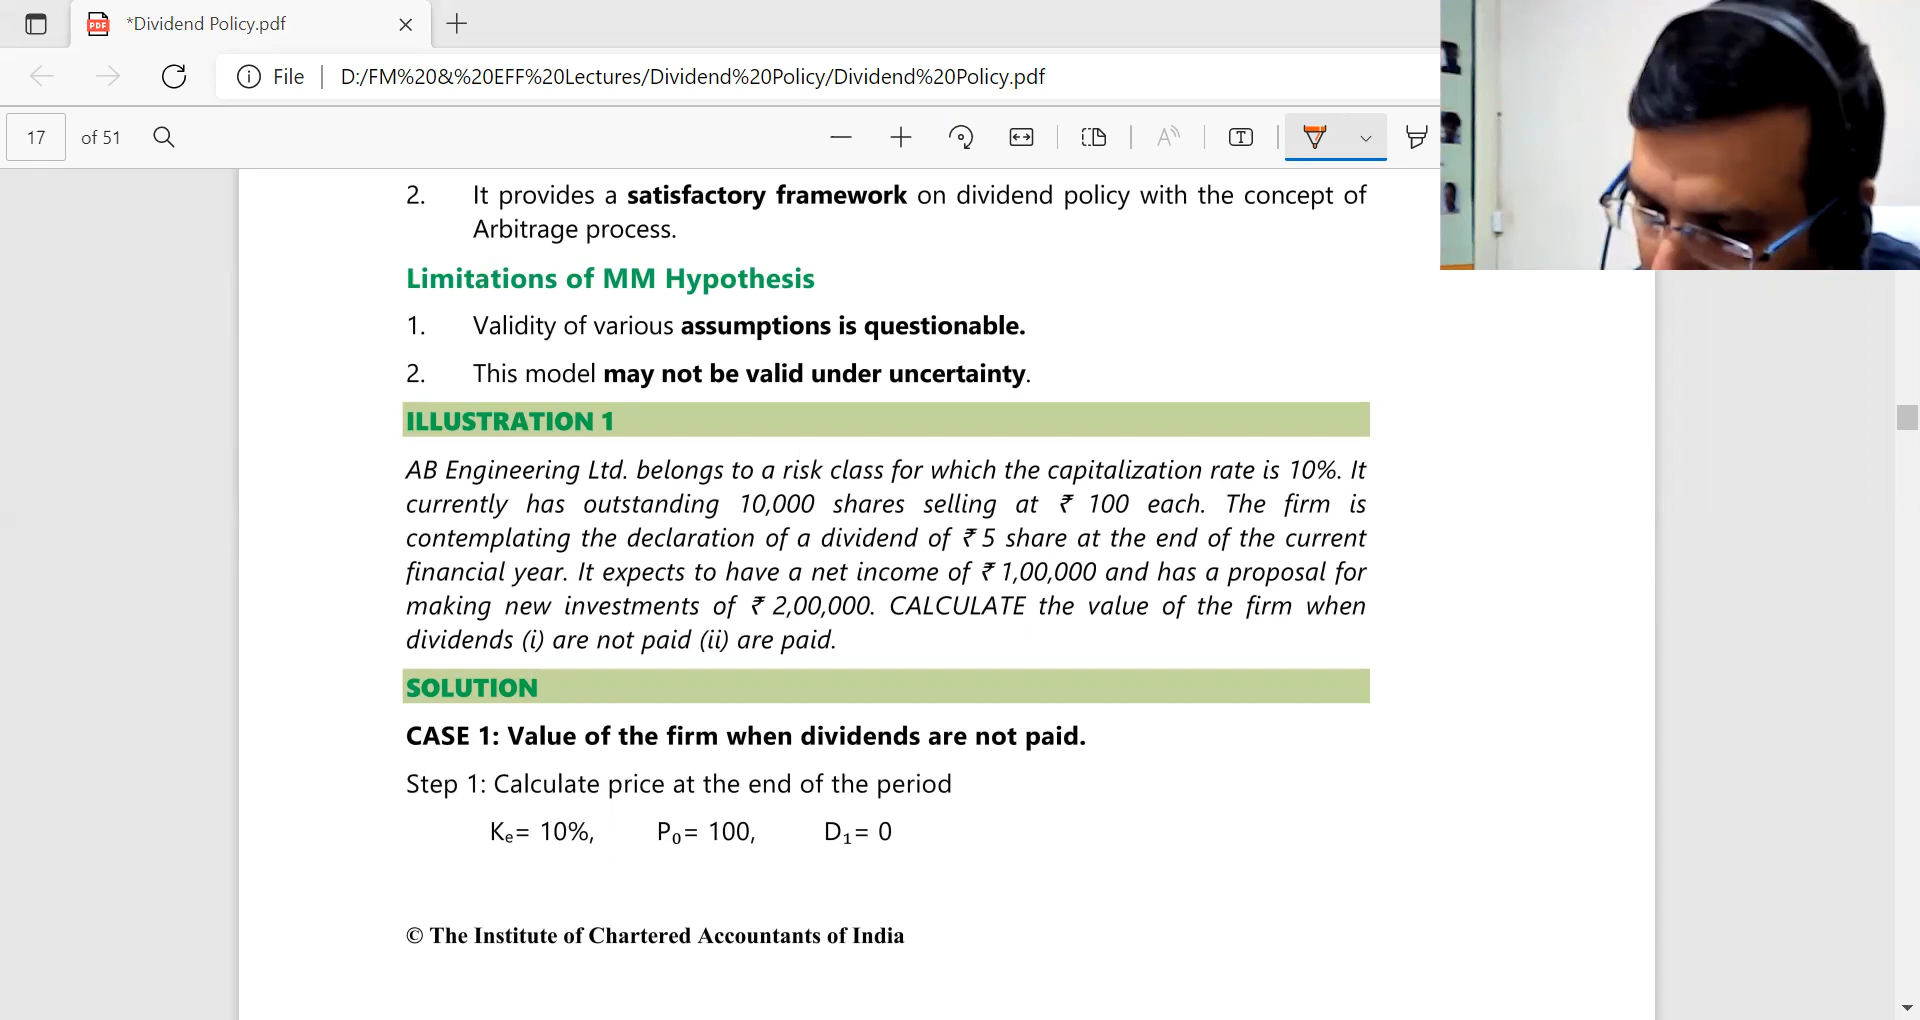 *Dividend Policy.pdf
File
D:/FM%20&%20EFF%20Lectures/Dividend%20Policy/Dividend%20Policy.pdf
17 of 51
2. It provides a satisfactory framework on dividend policy with the concept of
Arbitrage process.
Limitations of MM Hypothesis
1. Validity of various assumptions is questionable.
2. This model may not be valid under uncertainty.
ILLUSTRATION 1
AB Engineering Ltd. belongs to a risk class for which the capitalization rate is 10%. It
currently has outstanding 10,000 shares selling at ₹ 100 each. The firm is
contemplating the declaration of a dividend of ₹ 5 share at the end of the current
financial year. It expects to have a net income of ₹ 1,00,000 and has a proposal for
making new investments of ₹ 2,00,000. CALCULATE the value of the firm when
dividends (i) are not paid (ii) are paid.
SOLUTION
CASE 1: Value of the firm when dividends are not paid.
Step 1: Calculate price at the end of the period
Kₑ= 10%, P₀= 100, D₁= 0
© The Institute of Chartered Accountants of India